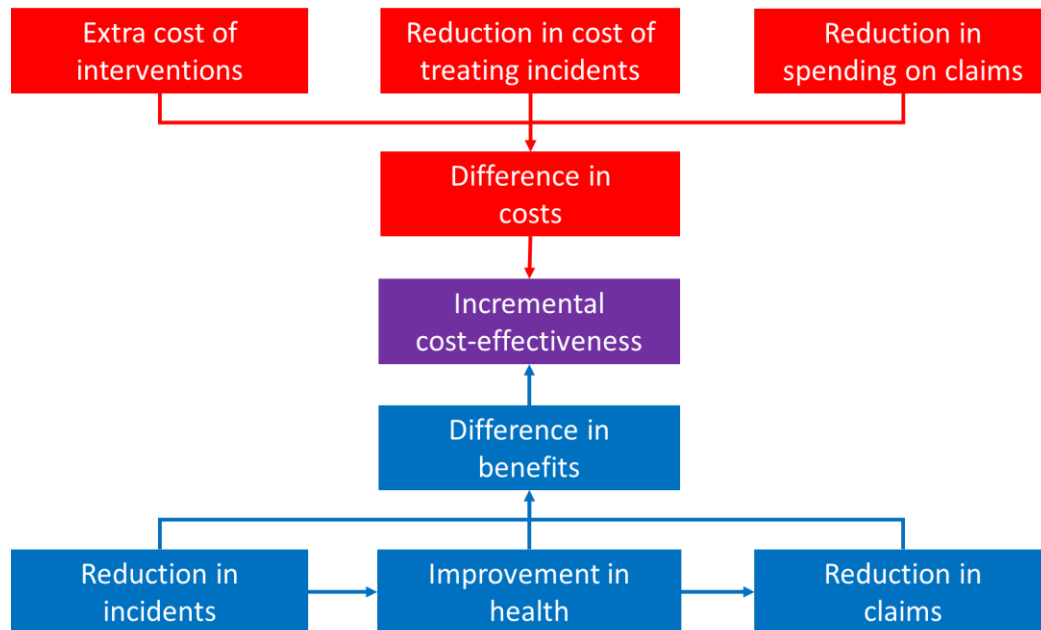 Extra cost of
interventions
Reduction in cost of
treating incidents
Reduction in
spending on claims
Difference in
costs
Incremental
cost-effectiveness
Difference in
benefits
Reduction in
incidents
Improvement in
health
Reduction in
claims